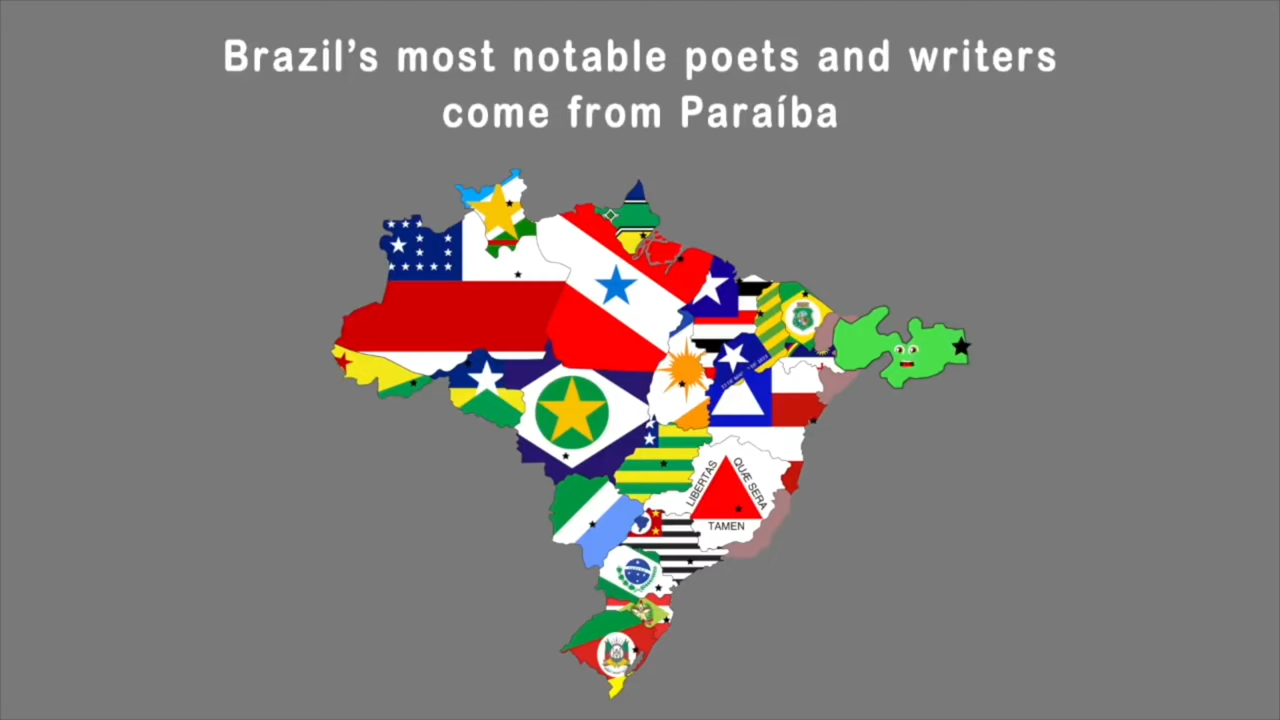 Brazil’s most notable poets and writers
come from Paraíba
LIBERTAS
QUÆ SERA
TAMEN